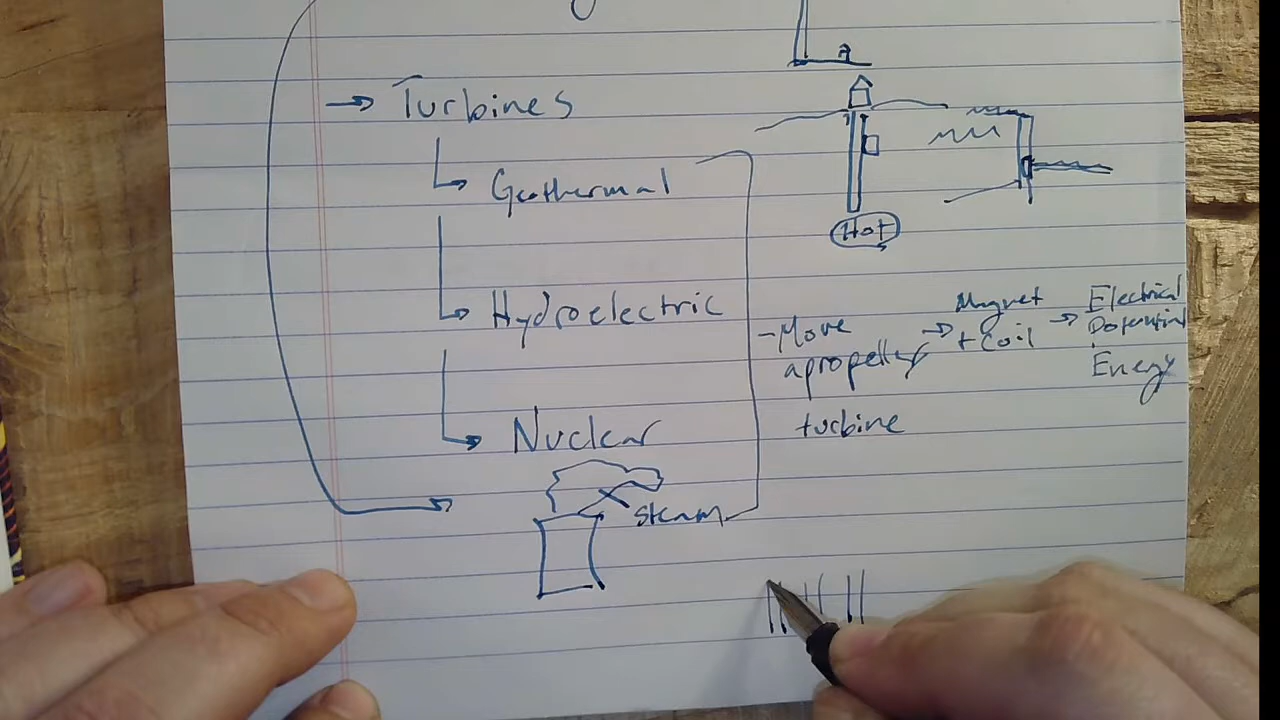 → Turbines
Geothermal
Hot
Hydroelectric
-Move
a propeller
turbine
→ Magnet
+ Coil
→ Electrical
Potential
Energy
Nuclear
steam